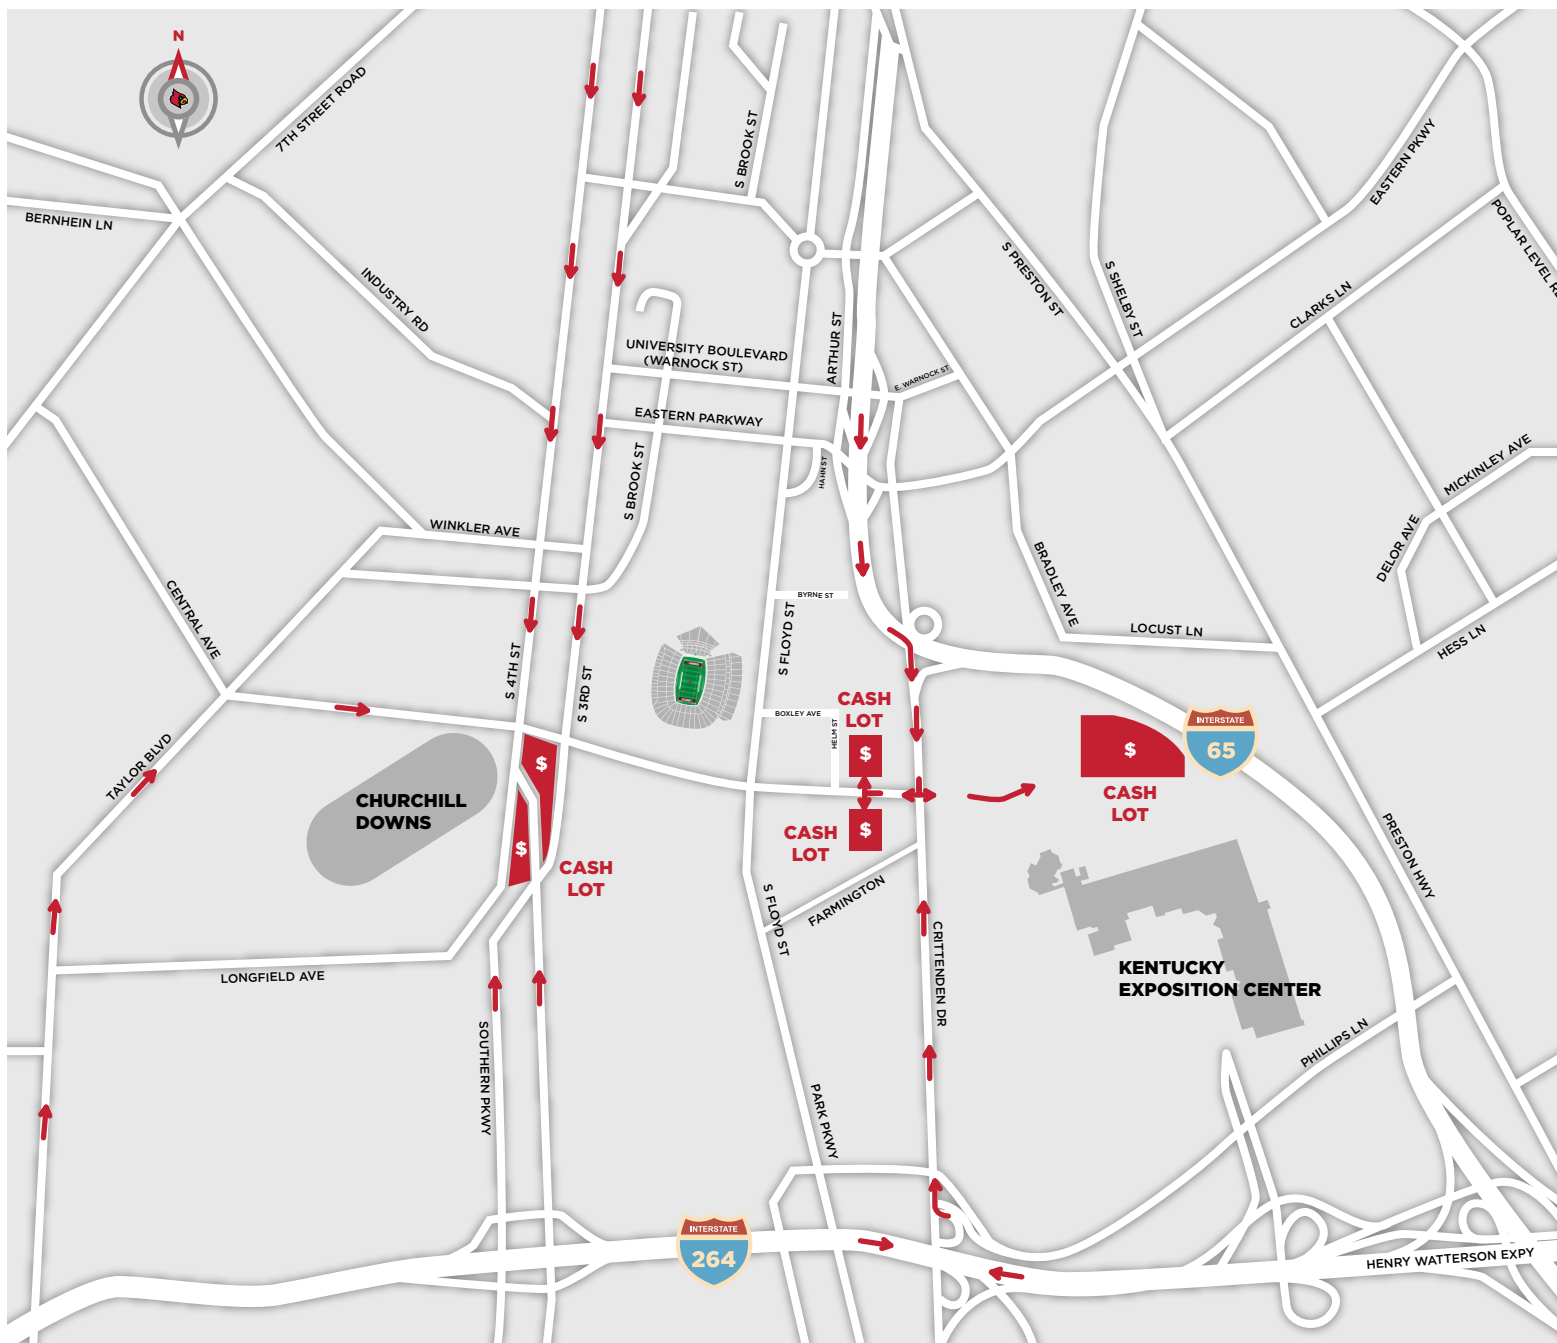 N
7TH STREET ROAD
S BROOK ST
EASTERN PKWY
BERNHEIN LN
POPLAR LEVEL R
INDUSTRY RD
S PRESTON ST
S SHELBY ST
CLARKS LN
ARTHUR ST
UNIVERSITY BOULEVARD
(WARNOCK ST)
E. WARNOCK ST
EASTERN PARKWAY
S BROOK ST
HAHN ST
MICKINLEY AVE
WINKLER AVE
DELOR AVE
BRADLEY AVE
CENTRAL AVE
BYRNE ST
S FLOYD ST
LOCUST LN
HESS LN
S 4TH ST
S 3RD ST
CASH
LOT
BOXLEY AVE
HELM ST
INTERSTATE
65
$
$
$
TAYLOR BLVD
CHURCHILL
DOWNS
CASH
LOT
$
$
CASH
LOT
CASH
LOT
PRESTON HWY
S FLOYD ST
FARMINGTON
CRITTENDEN DR
LONGFIELD AVE
KENTUCKY
EXPOSITION CENTER
SOUTHERN PKWY
PHILLIPS LN
PARK PKWY
INTERSTATE
264
HENRY WATTERSON EXPY